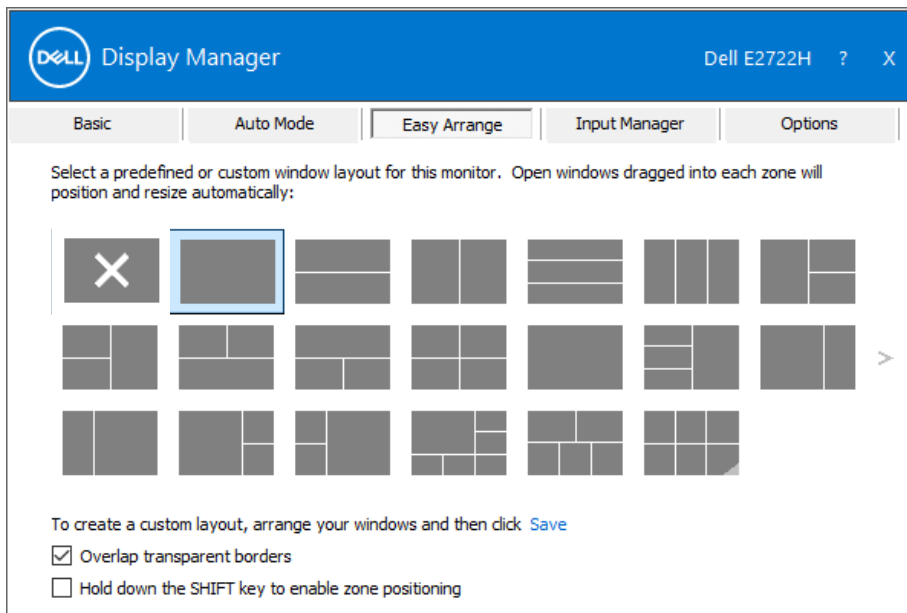 DELL Display Manager Dell E2722H ? X
Basic Auto Mode Easy Arrange Input Manager Options
Select a predefined or custom window layout for this monitor. Open windows dragged into each zone will
position and resize automatically:
>
To create a custom layout, arrange your windows and then click Save
Overlap transparent borders
Hold down the SHIFT key to enable zone positioning